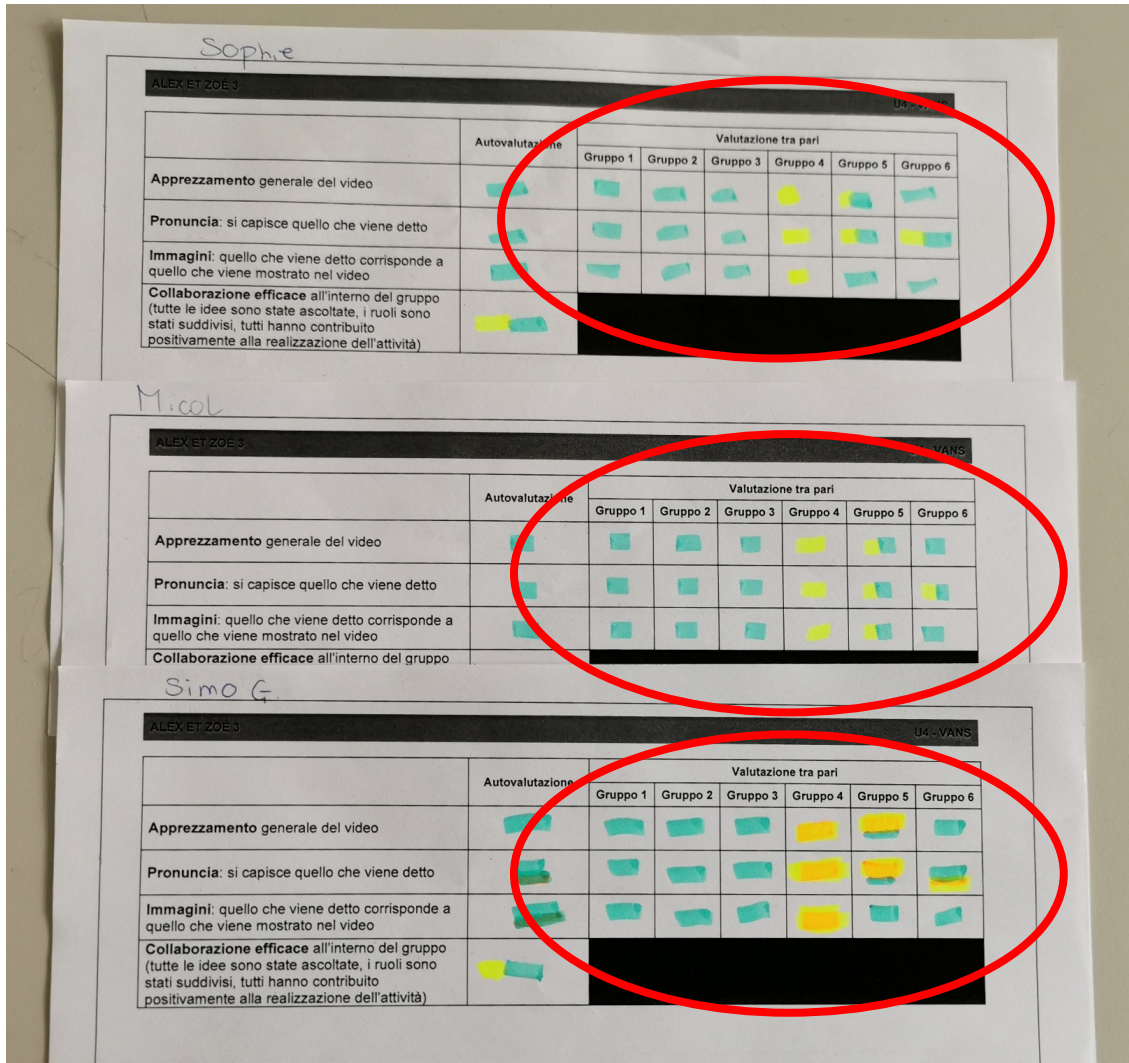 Sophie
ALEX ET ZOÉ 3
U4 - VANS
Autovalutazione
Valutazione tra pari
Gruppo 1 Gruppo 2 Gruppo 3 Gruppo 4 Gruppo 5 Gruppo 6
Apprezzamento generale del video
Pronuncia: si capisce quello che viene detto
Immagini: quello che viene detto corrisponde a
quello che viene mostrato nel video
Collaborazione efficace all'interno del gruppo
(tutte le idee sono state ascoltate, i ruoli sono
stati suddivisi, tutti hanno contribuito
positivamente alla realizzazione dell'attività)
Micol
ALEX ET ZOÉ 3
U4 - VANS
Autovalutazione
Valutazione tra pari
Gruppo 1 Gruppo 2 Gruppo 3 Gruppo 4 Gruppo 5 Gruppo 6
Apprezzamento generale del video
Pronuncia: si capisce quello che viene detto
Immagini: quello che viene detto corrisponde a
quello che viene mostrato nel video
Collaborazione efficace all'interno del gruppo
Simo G.
ALEX ET ZOÉ 3
U4 - VANS
Autovalutazione
Valutazione tra pari
Gruppo 1 Gruppo 2 Gruppo 3 Gruppo 4 Gruppo 5 Gruppo 6
Apprezzamento generale del video
Pronuncia: si capisce quello che viene detto
Immagini: quello che viene detto corrisponde a
quello che viene mostrato nel video
Collaborazione efficace all'interno del gruppo
(tutte le idee sono state ascoltate, i ruoli sono
stati suddivisi, tutti hanno contribuito
positivamente alla realizzazione dell'attività)